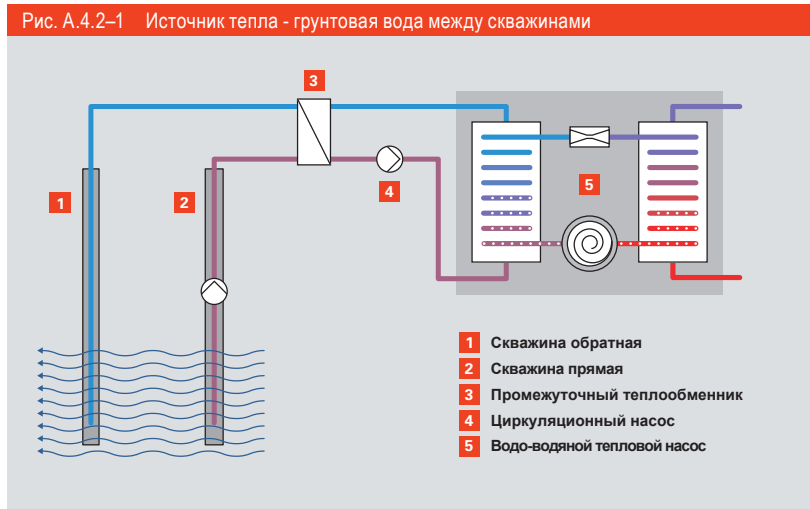 Рис. А.4.2–1 Источник тепла - грунтовая вода между скважинами
3
1
2
4
5
1 Скважина обратная
2 Скважина прямая
3 Промежуточный теплообменник
4 Циркуляционный насос
5 Водо-водяной тепловой насос